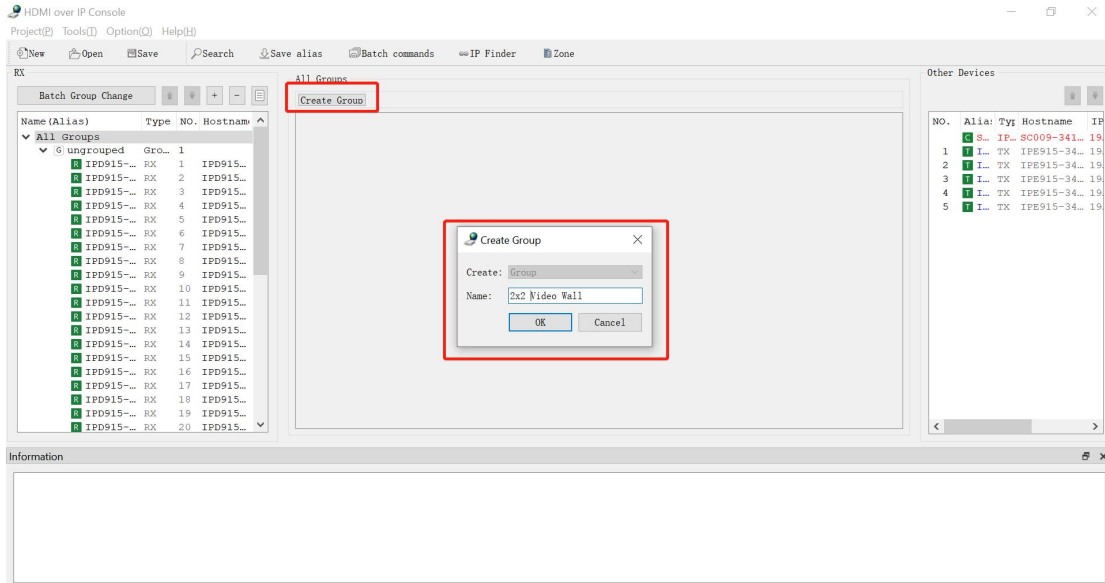 HDMI over IP Console
Project(P) Tools(T) Option(O) Help(H)
New Open Save Search Save alias Batch commands IP Finder Zone
RX
Batch Group Change + -
Name(Alias) Type NO. Hostnam
All Groups
G ungrouped Gro... 1
R IPD915-... RX 1 IPD915...
R IPD915-... RX 2 IPD915...
R IPD915-... RX 3 IPD915...
R IPD915-... RX 4 IPD915...
R IPD915-... RX 5 IPD915...
R IPD915-... RX 6 IPD915...
R IPD915-... RX 7 IPD915...
R IPD915-... RX 8 IPD915...
R IPD915-... RX 9 IPD915...
R IPD915-... RX 10 IPD915...
R IPD915-... RX 11 IPD915...
R IPD915-... RX 12 IPD915...
R IPD915-... RX 13 IPD915...
R IPD915-... RX 14 IPD915...
R IPD915-... RX 15 IPD915...
R IPD915-... RX 16 IPD915...
R IPD915-... RX 17 IPD915...
R IPD915-... RX 18 IPD915...
R IPD915-... RX 19 IPD915...
R IPD915-... RX 20 IPD915...
All Groups
Create Group
Create Group
Create: Group
Name: 2x2 Video Wall
OK Cancel
Other Devices
NO. Alia: Typ Hostname IP
C S... IP... SC009-341... 19.
1 T I... TX IPE915-34... 19.
2 T I... TX IPE915-34... 19.
3 T I... TX IPE915-34... 19.
4 T I... TX IPE915-34... 19.
5 T I... TX IPE915-34... 19.
Information